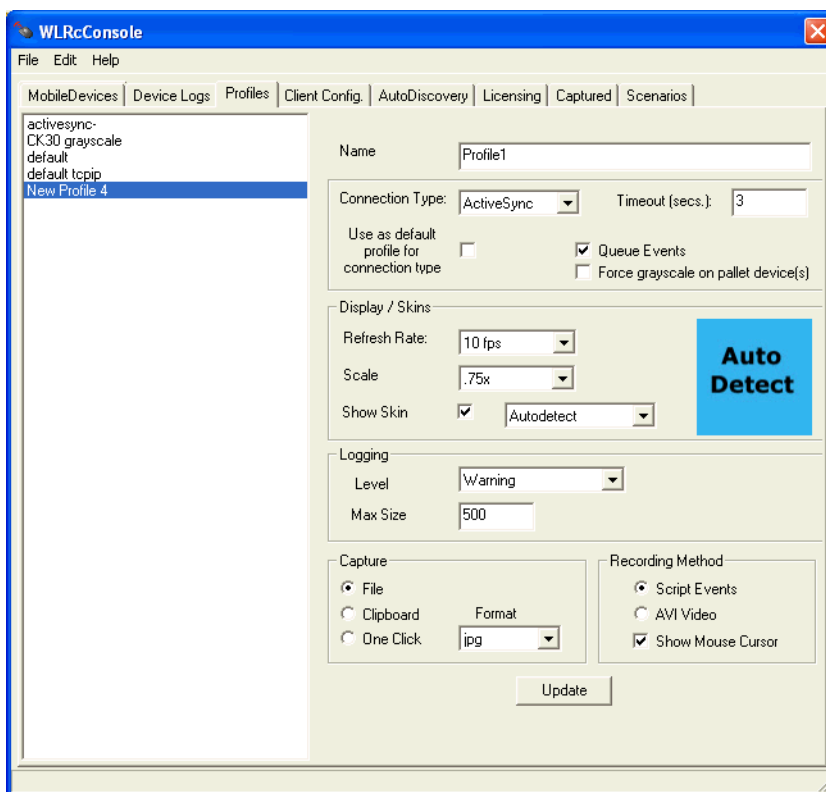 WLRcConsole
File Edit Help
MobileDevices Device Logs Profiles Client Config. AutoDiscovery Licensing Captured Scenarios
activesync-
CK30 grayscale
default
default tcpip
New Profile 4
Name Profile1
Connection Type: ActiveSync Timeout (secs.): 3
Use as default
profile for
connection type
Queue Events
Force grayscale on pallet device(s)
Display / Skins
Refresh Rate: 10 fps
Scale .75x
Show Skin Autodetect
Auto
Detect
Logging
Level Warning
Max Size 500
Capture
File
Clipboard Format
One Click jpg
Recording Method
Script Events
AVI Video
Show Mouse Cursor
Update